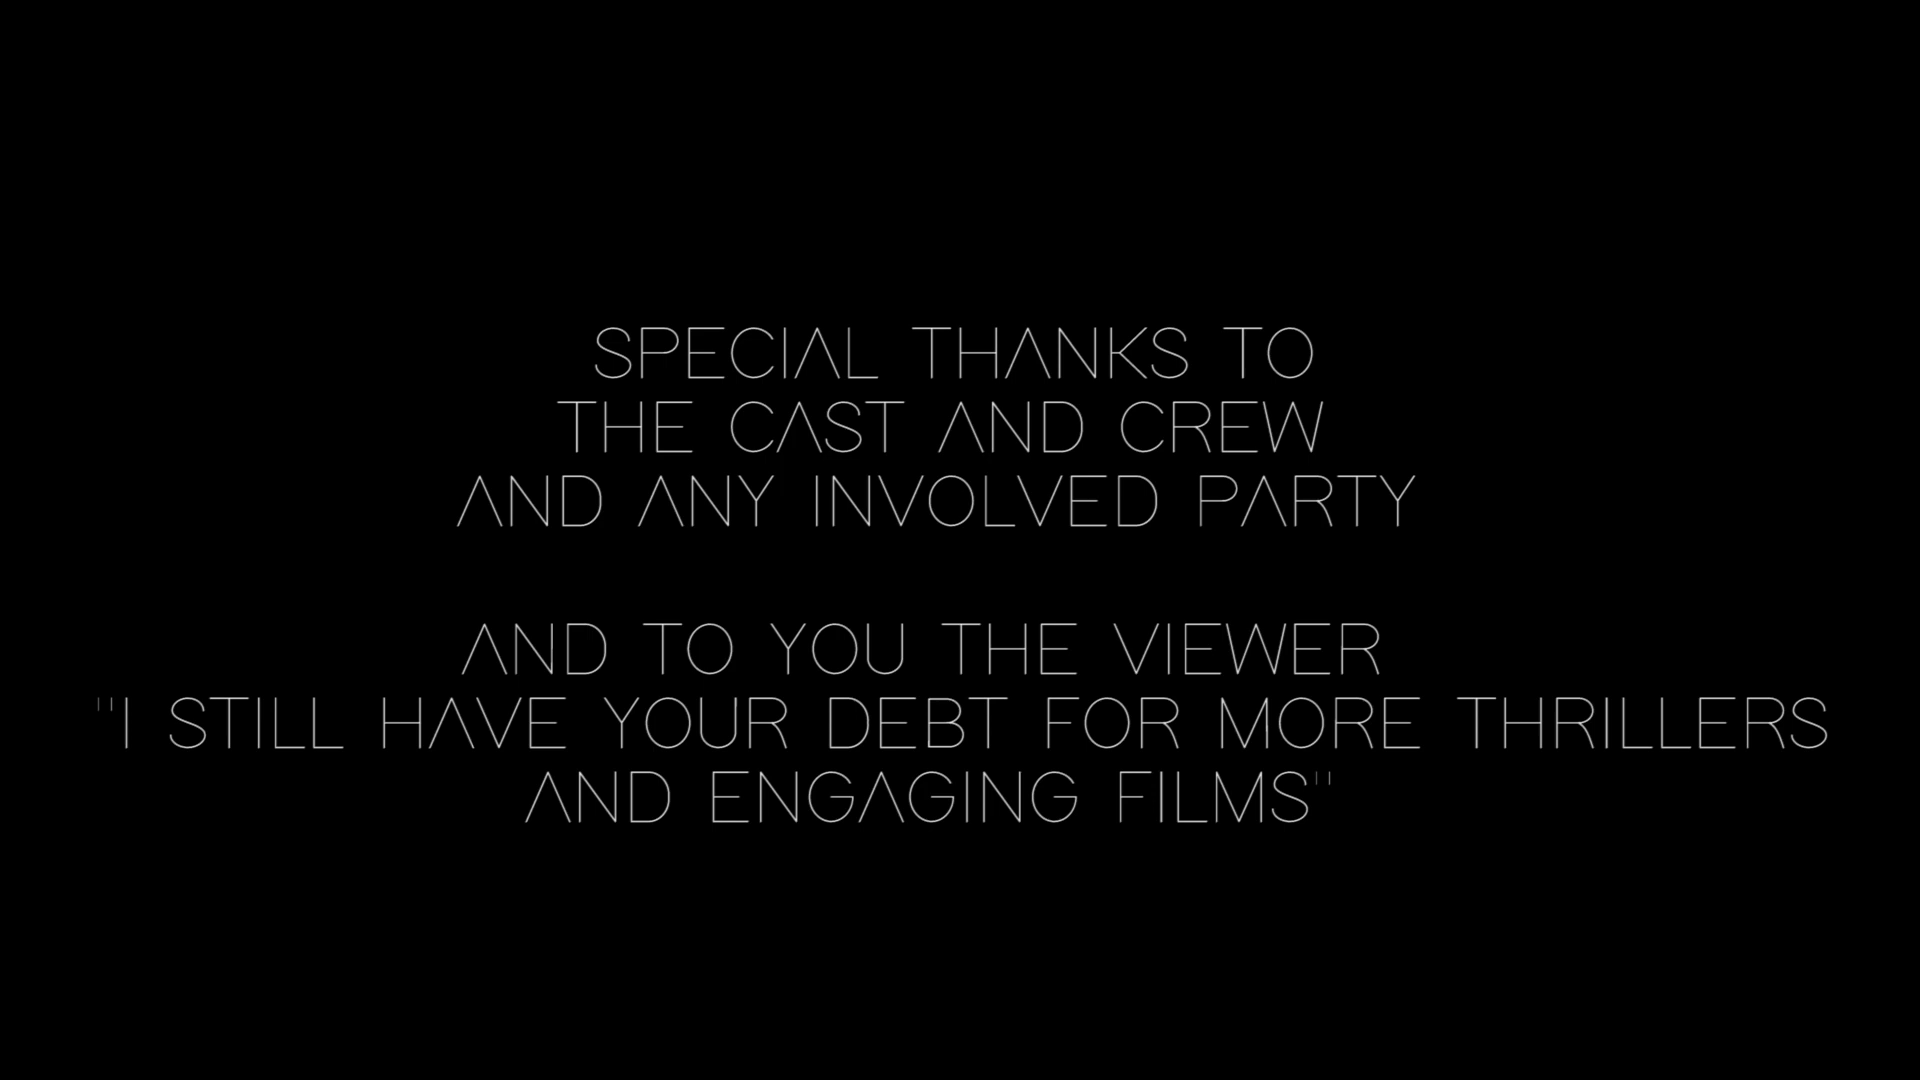 SPECIAL THANKS TO
THE CAST AND CREW
AND ANY INVOLVED PARTY
AND TO YOU THE VIEWER
"I STILL HAVE YOUR DEBT FOR MORE THRILLERS
AND ENGAGING FILMS"